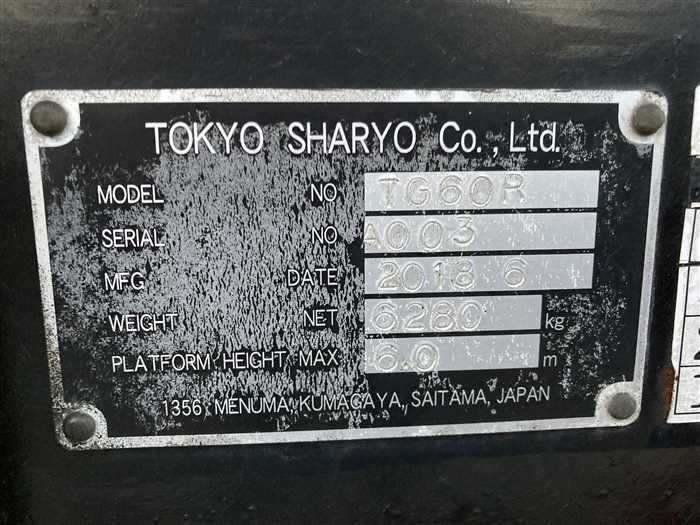 TOKYO SHARYO Co., Ltd.
MODEL NO TG60R
SERIAL NO A003
MFG DATE 2018 6
WEIGHT NET 6280 kg
PLATFORM HEIGHT MAX 6.0 m
1356, MENUMA, KUMAGAYA, SAITAMA, JAPAN